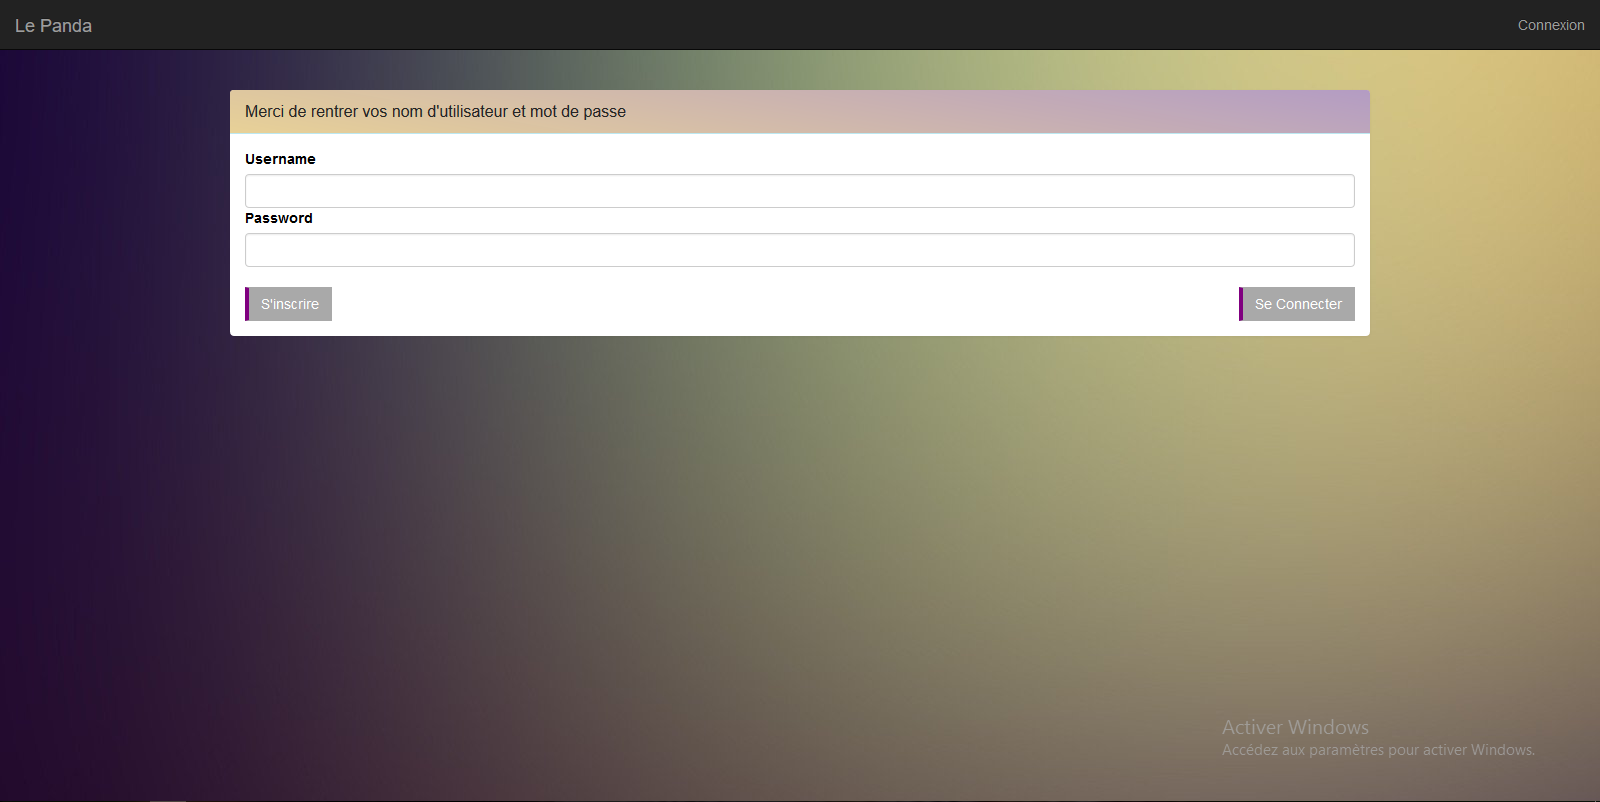 Le Panda
Connexion
Merci de rentrer vos nom d'utilisateur et mot de passe
Username
Password
S'inscrire
Se Connecter
Activer Windows
Accédez aux paramètres pour activer Windows.